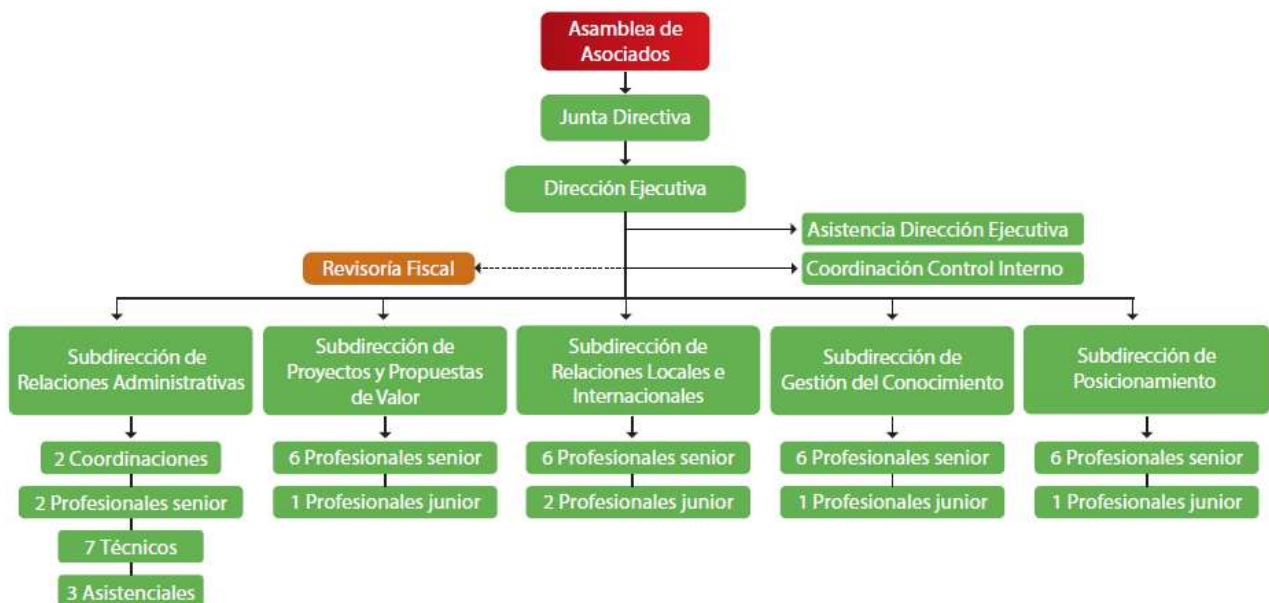 Asamblea de
Asociados
Junta Directiva
Dirección Ejecutiva
Asistencia Dirección Ejecutiva
Revisoría Fiscal
Coordinación Control Interno
Subdirección de
Relaciones Administrativas
Subdirección de
Proyectos y Propuestas
de Valor
Subdirección de
Relaciones Locales e
Internacionales
Subdirección de
Gestión del Conocimiento
Subdirección de
Posicionamiento
2 Coordinaciones
6 Profesionales senior
6 Profesionales senior
6 Profesionales senior
6 Profesionales senior
2 Profesionales senior
1 Profesionales junior
2 Profesionales junior
1 Profesionales junior
1 Profesionales junior
7 Técnicos
3 Asistenciales